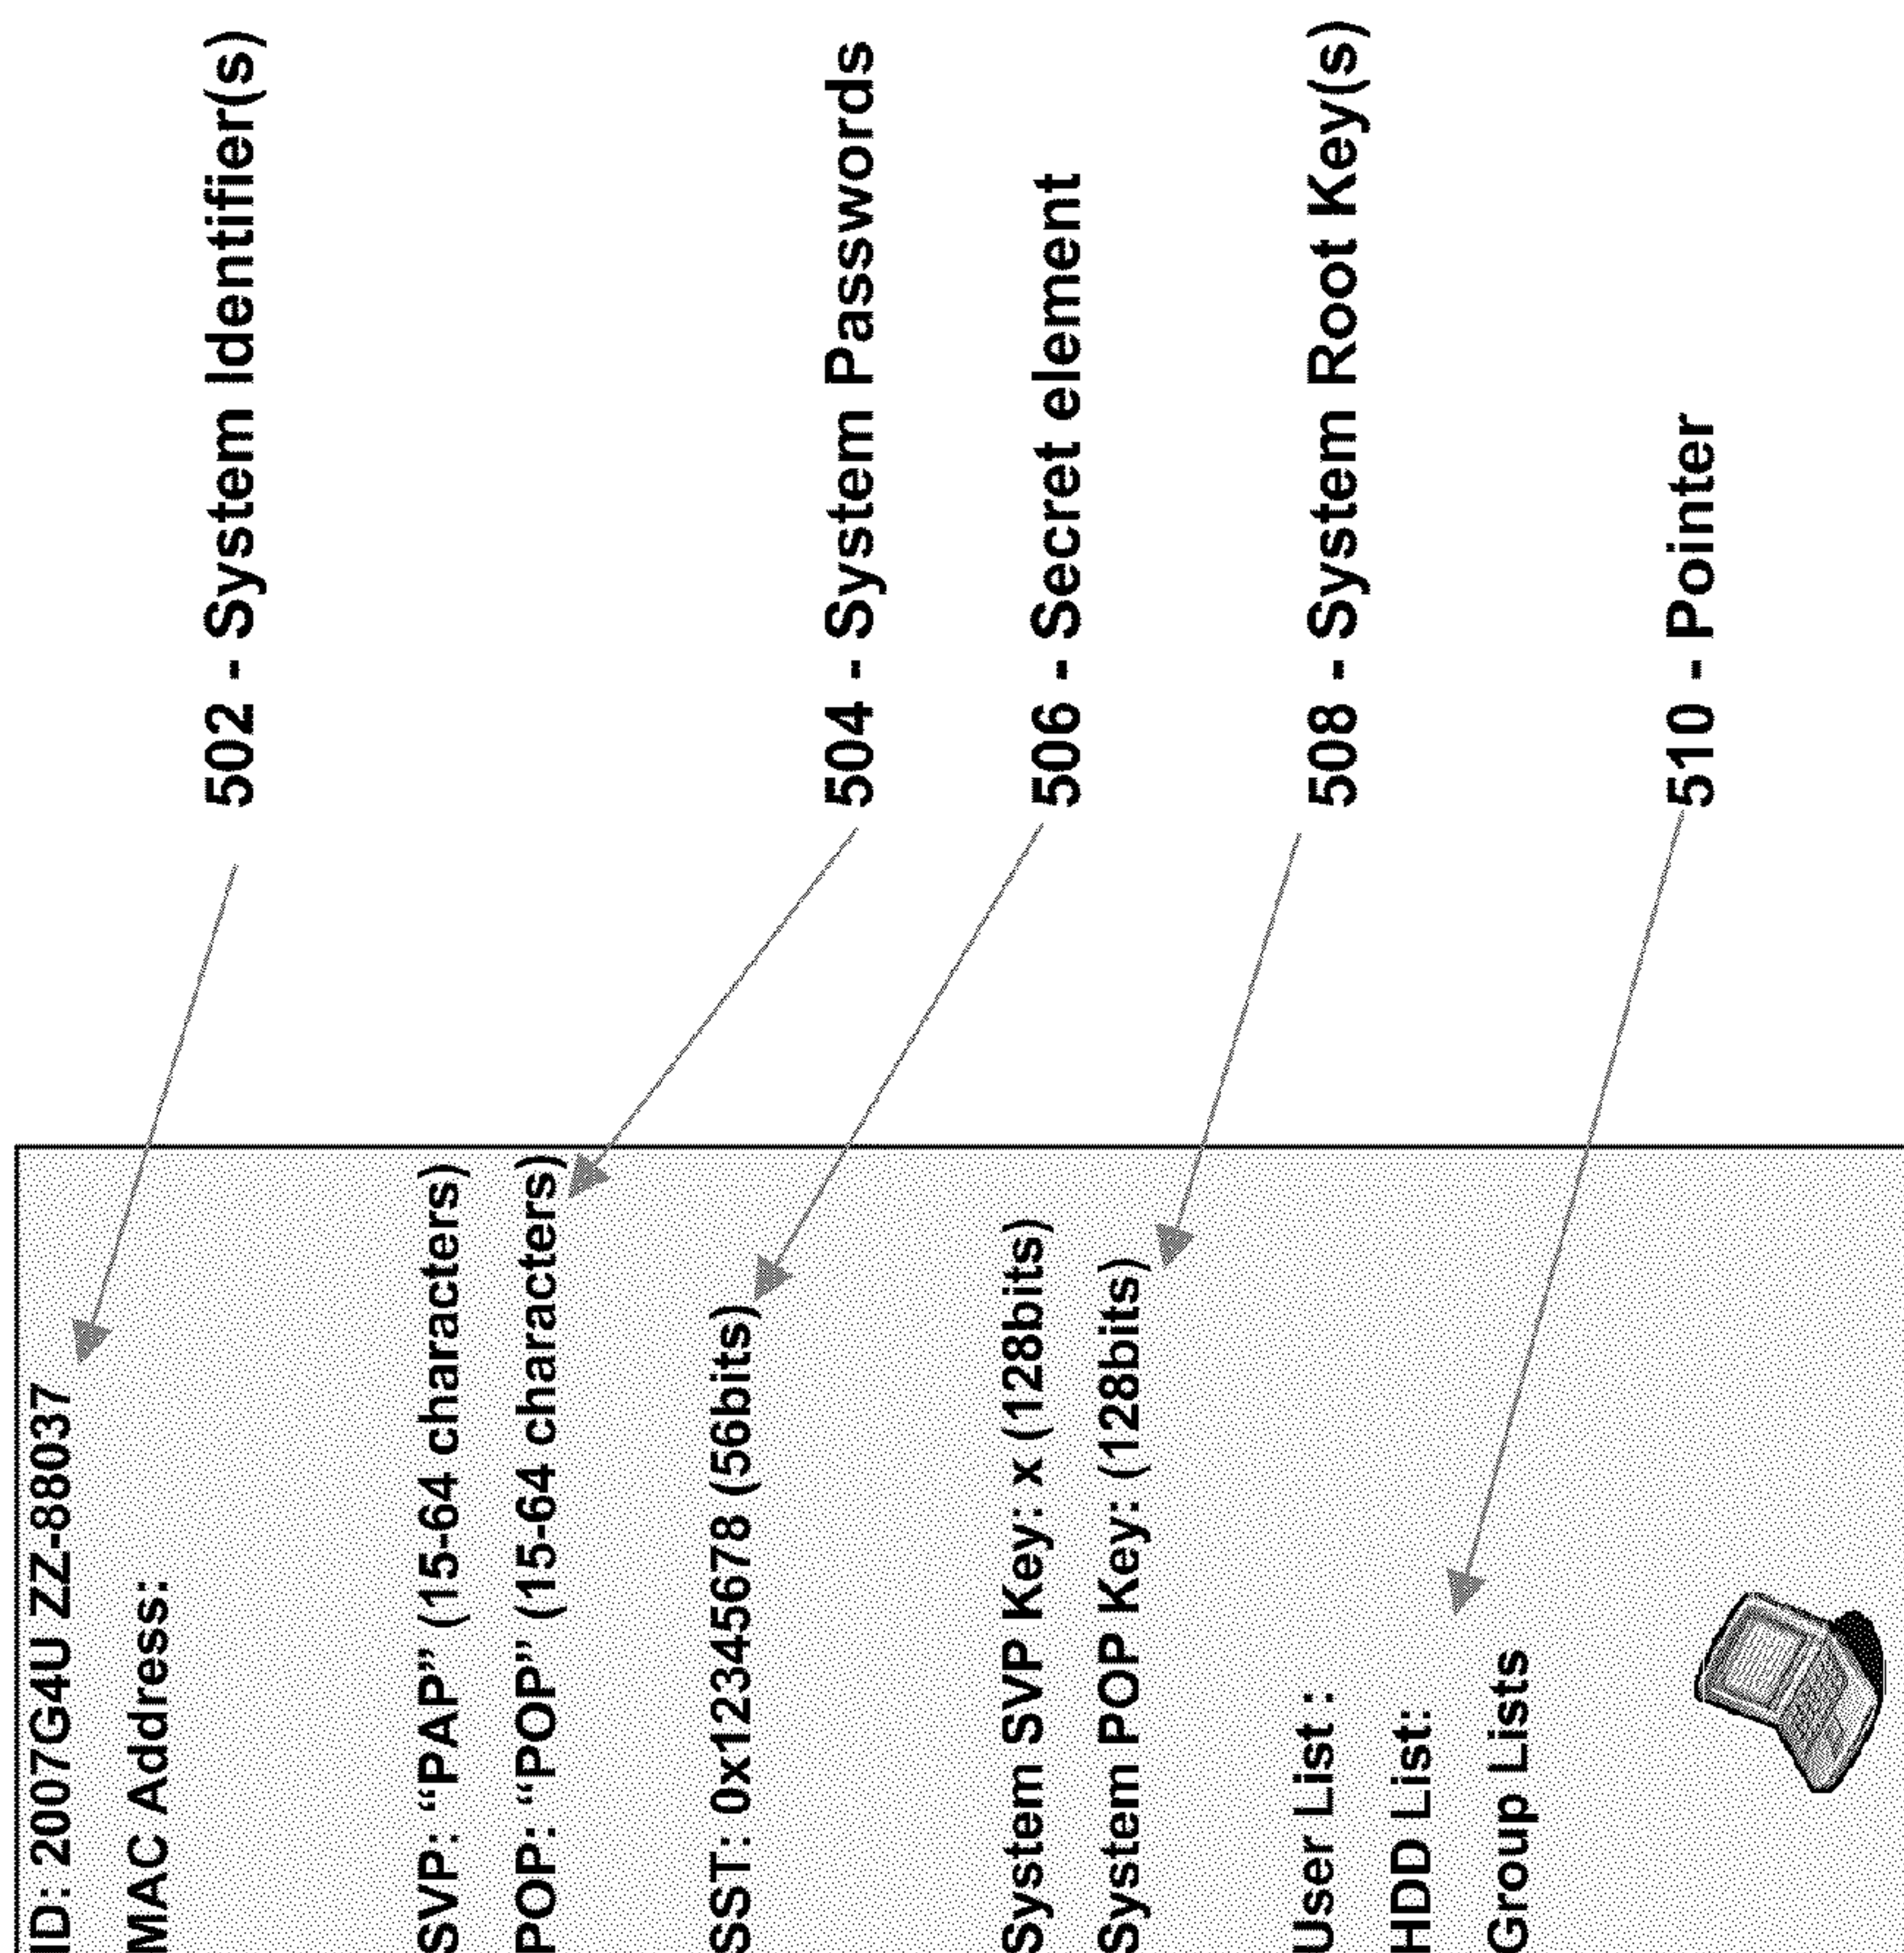 ID: 2007G4U ZZ-88037
MAC Address:
SVP: “PAP” (15-64 characters)
POP: “POP” (15-64 characters)
SST: 0x12345678 (56bits)
System SVP Key: x (128bits)
System POP Key: (128bits)
User List :
HDD List:
Group Lists
502 - System Identifier(s)
504 - System Passwords
506 - Secret element
508 - System Root Key(s)
510 - Pointer